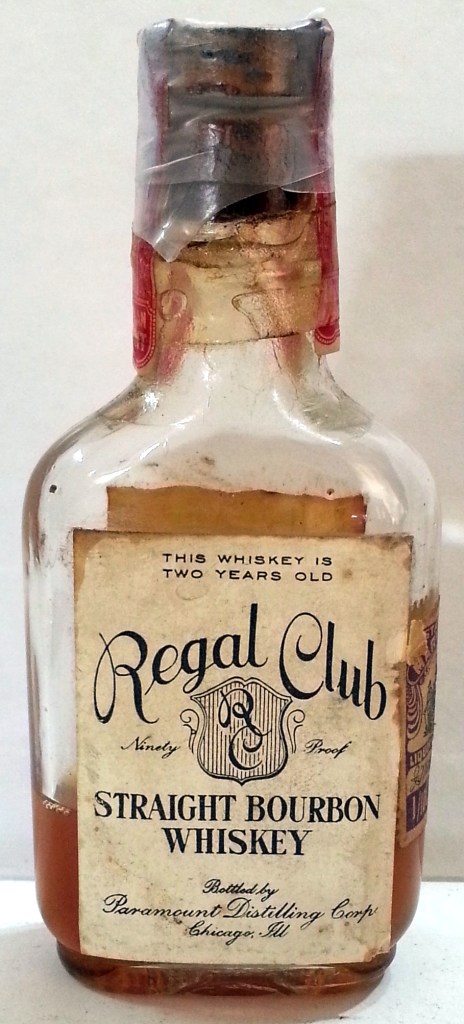 THIS WHISKEY IS
TWO YEARS OLD
Regal Club
RC
Ninety Proof
STRAIGHT BOURBON
WHISKEY
Bottled by
Paramount Distilling Corp
Chicago, Ill